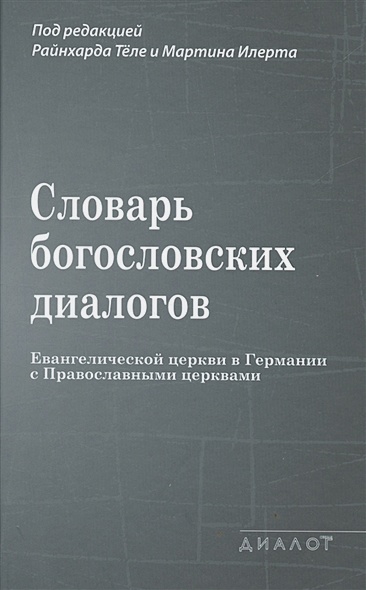 Под редакцией
Райнхарда Тёле и Мартина Илерта
Словарь
богословских
диалогов
Евангелической церкви в Германии
с Православными церквами
ДИАЛОГ